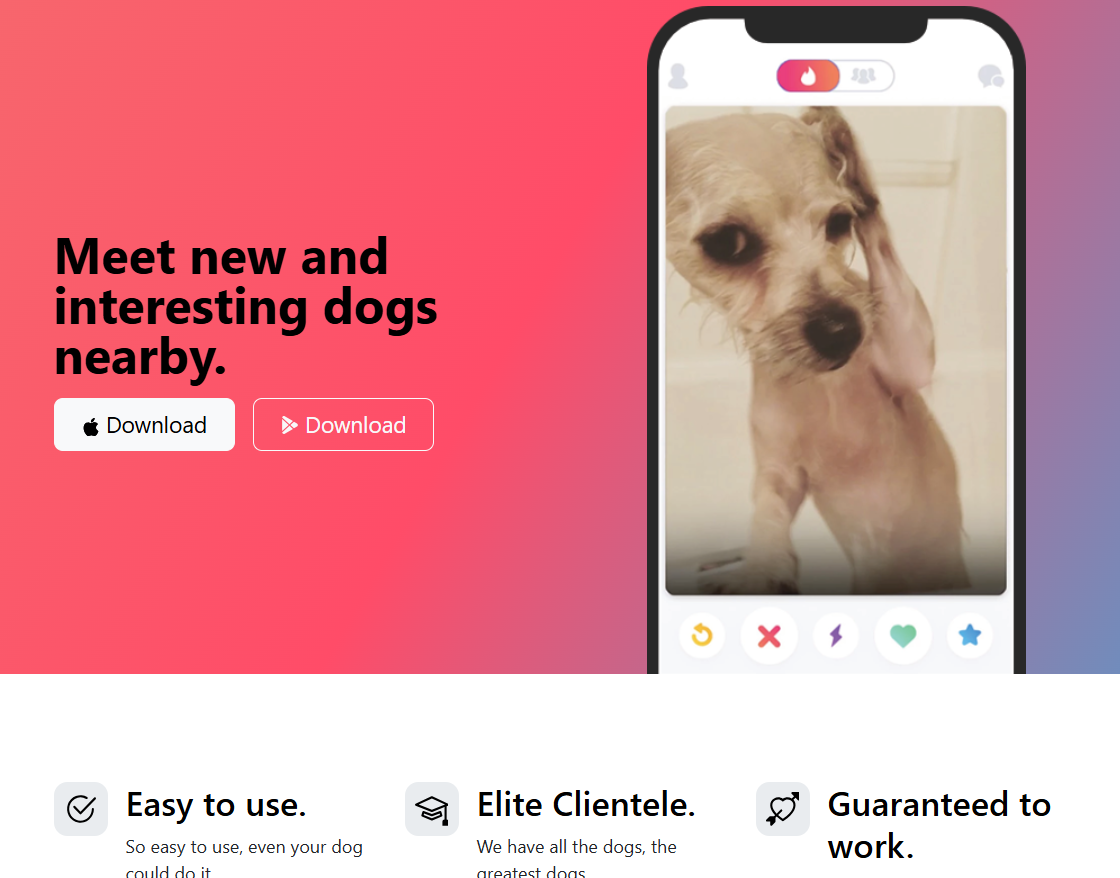 Meet new and
interesting dogs
nearby.
Download
Download
Easy to use.
So easy to use, even your dog
could do it
Elite Clientele.
We have all the dogs, the
greatest dogs
Guaranteed to
work.